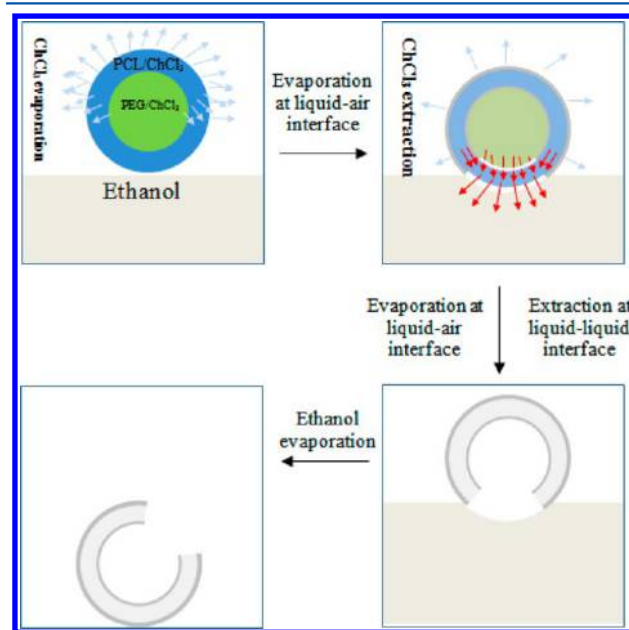 ChCl₃ evaporation
PCL/ChCl₃
PEG/ChCl₃
Ethanol
Evaporation
at liquid-air
interface
ChCl₃ extraction
Evaporation at
liquid-air
interface
Extraction at
liquid-liquid
interface
Ethanol
evaporation